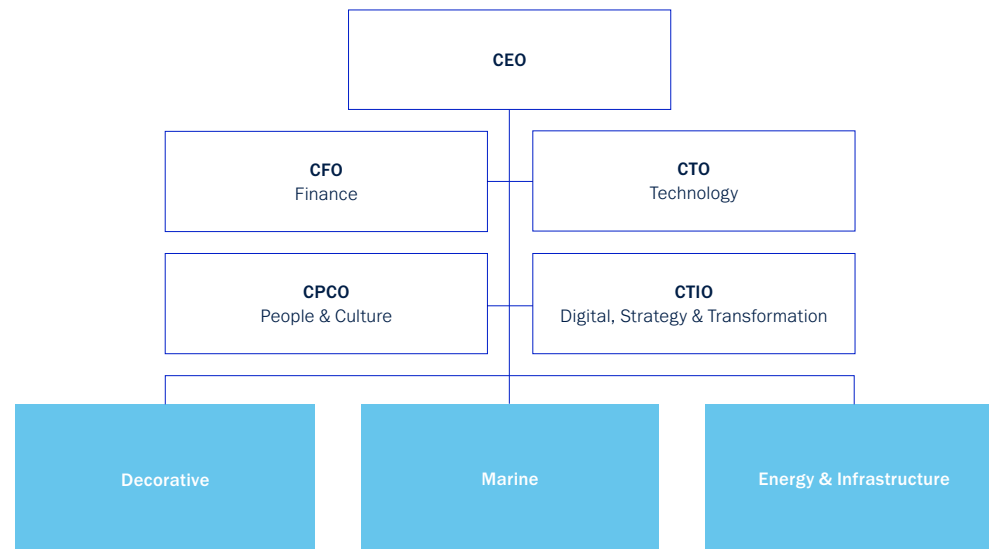 CEO
CFO
Finance
CTO
Technology
CPCO
People & Culture
CTIO
Digital, Strategy & Transformation
Decorative
Marine
Energy & Infrastructure